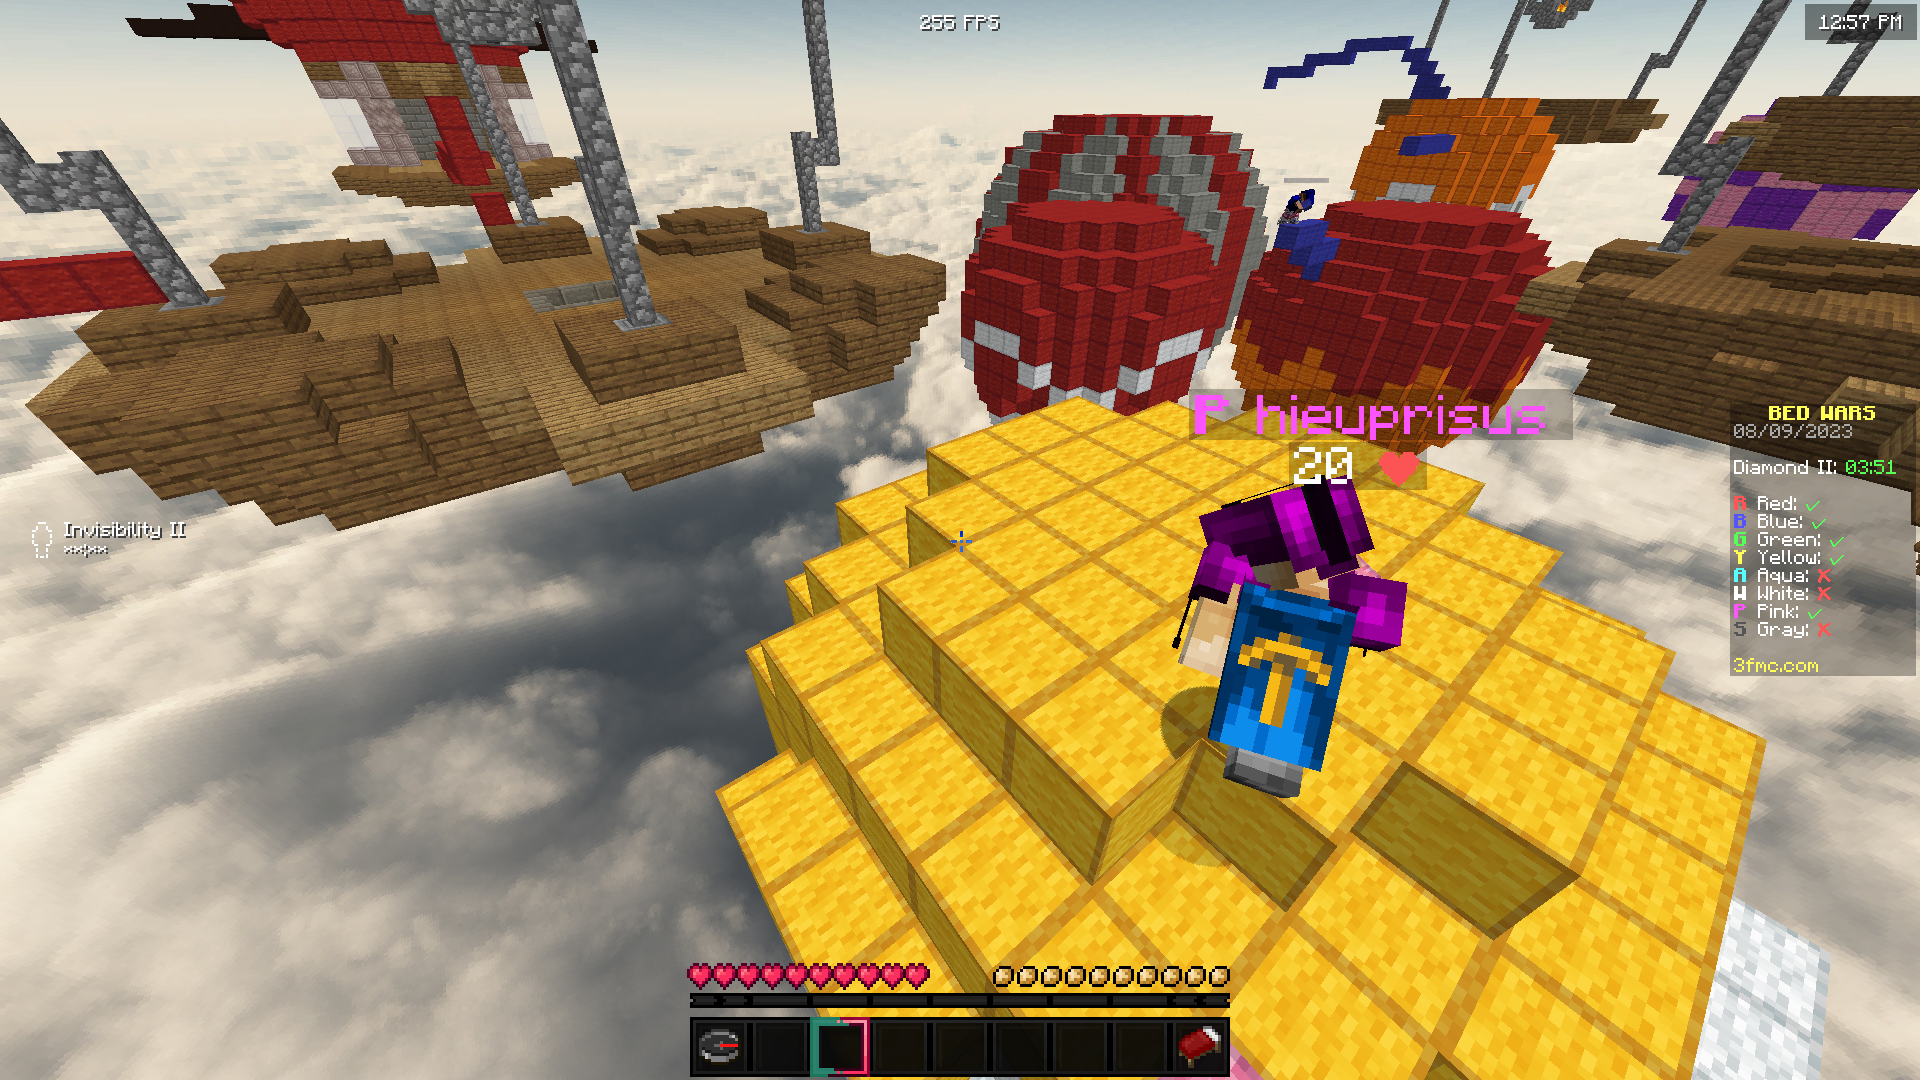 255 FPS
12:57 PM
P hieuprisus
20
Invisibility II
**:**
BED WARS
08/09/2023
Diamond II: 03:51
R Red: ✓
B Blue: ✓
G Green: ✓
Y Yellow: ✓
A Aqua: ✗
W White: ✗
P Pink: ✓
S Gray: ✗
3fmc.com